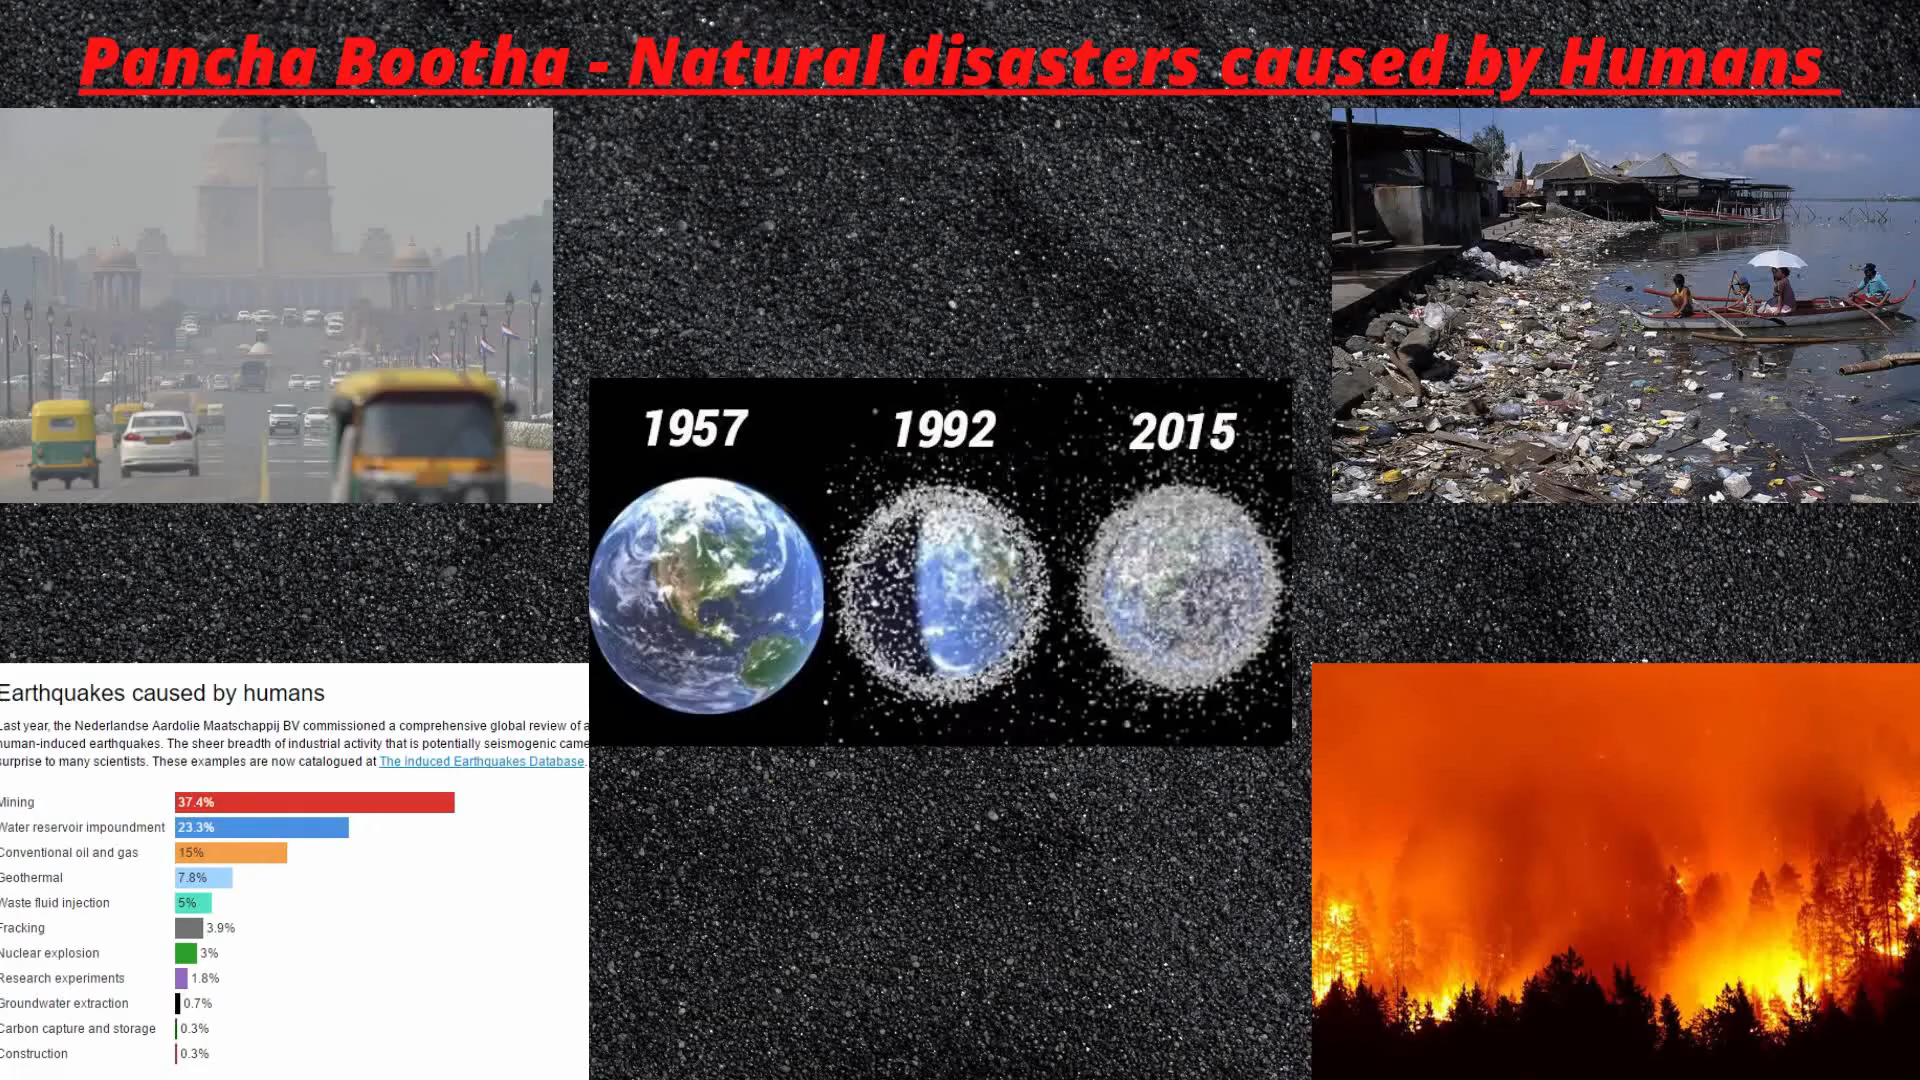 Pancha Bootha - Natural disasters caused by Humans
1957
1992
2015
Earthquakes caused by humans
Last year, the Nederlandse Aardolie Maatschappij BV commissioned a comprehensive global review of a
human-induced earthquakes. The sheer breadth of industrial activity that is potentially seismogenic came
surprise to many scientists. These examples are now catalogued at The induced Earthquakes Database.
Mining 37.4%
Water reservoir impoundment 23.3%
Conventional oil and gas 15%
Geothermal 7.8%
Waste fluid injection 5%
Fracking 3.9%
Nuclear explosion 3%
Research experiments 1.8%
Groundwater extraction 0.7%
Carbon capture and storage 0.3%
Construction 0.3%